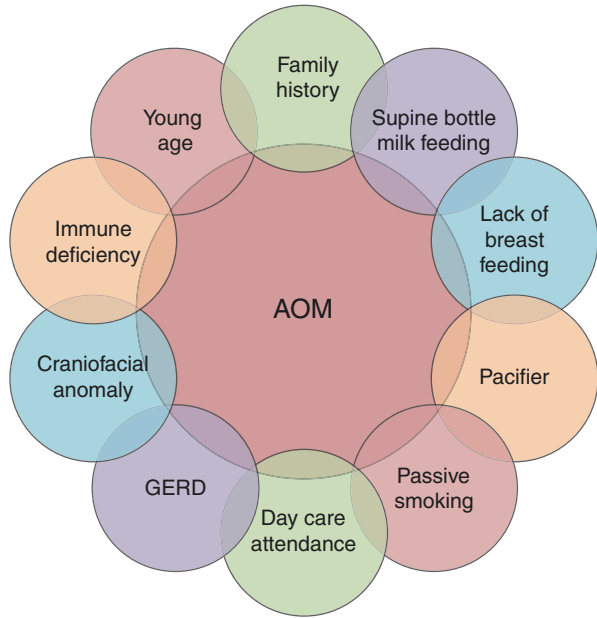 Family
history
Supine bottle
milk feeding
Lack of
breast
feeding
Pacifier
Passive
smoking
Day care
attendance
GERD
Craniofacial
anomaly
Immune
deficiency
Young
age
AOM